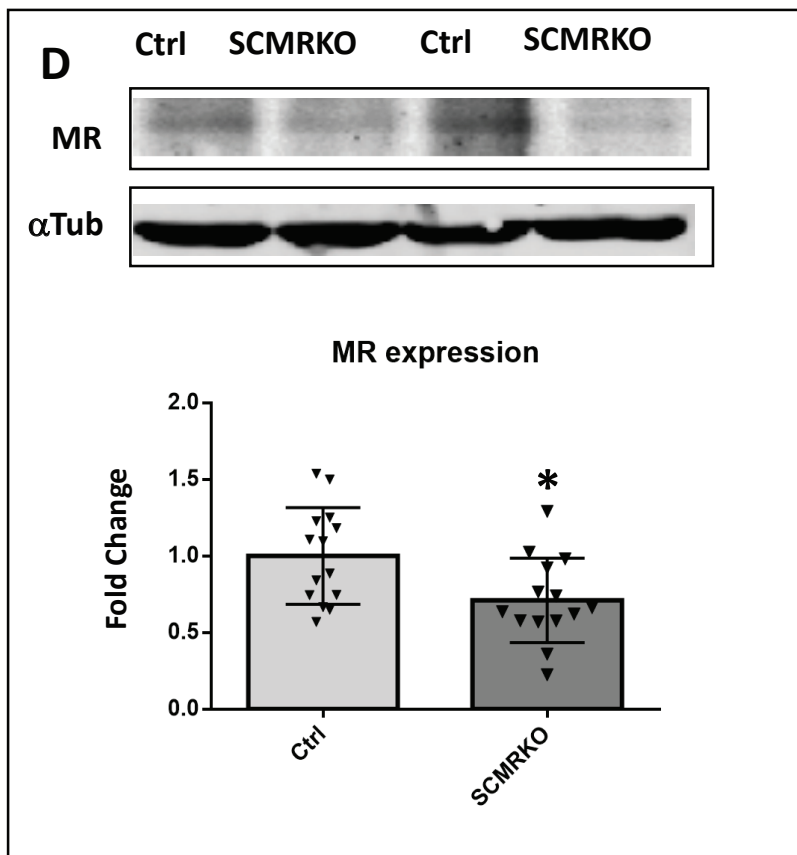 D
Ctrl SCMRKO Ctrl SCMRKO
MR
αTub
MR expression
2.0
1.5
1.0
0.5
0.0
Fold Change
*
Ctrl
SCMRKO